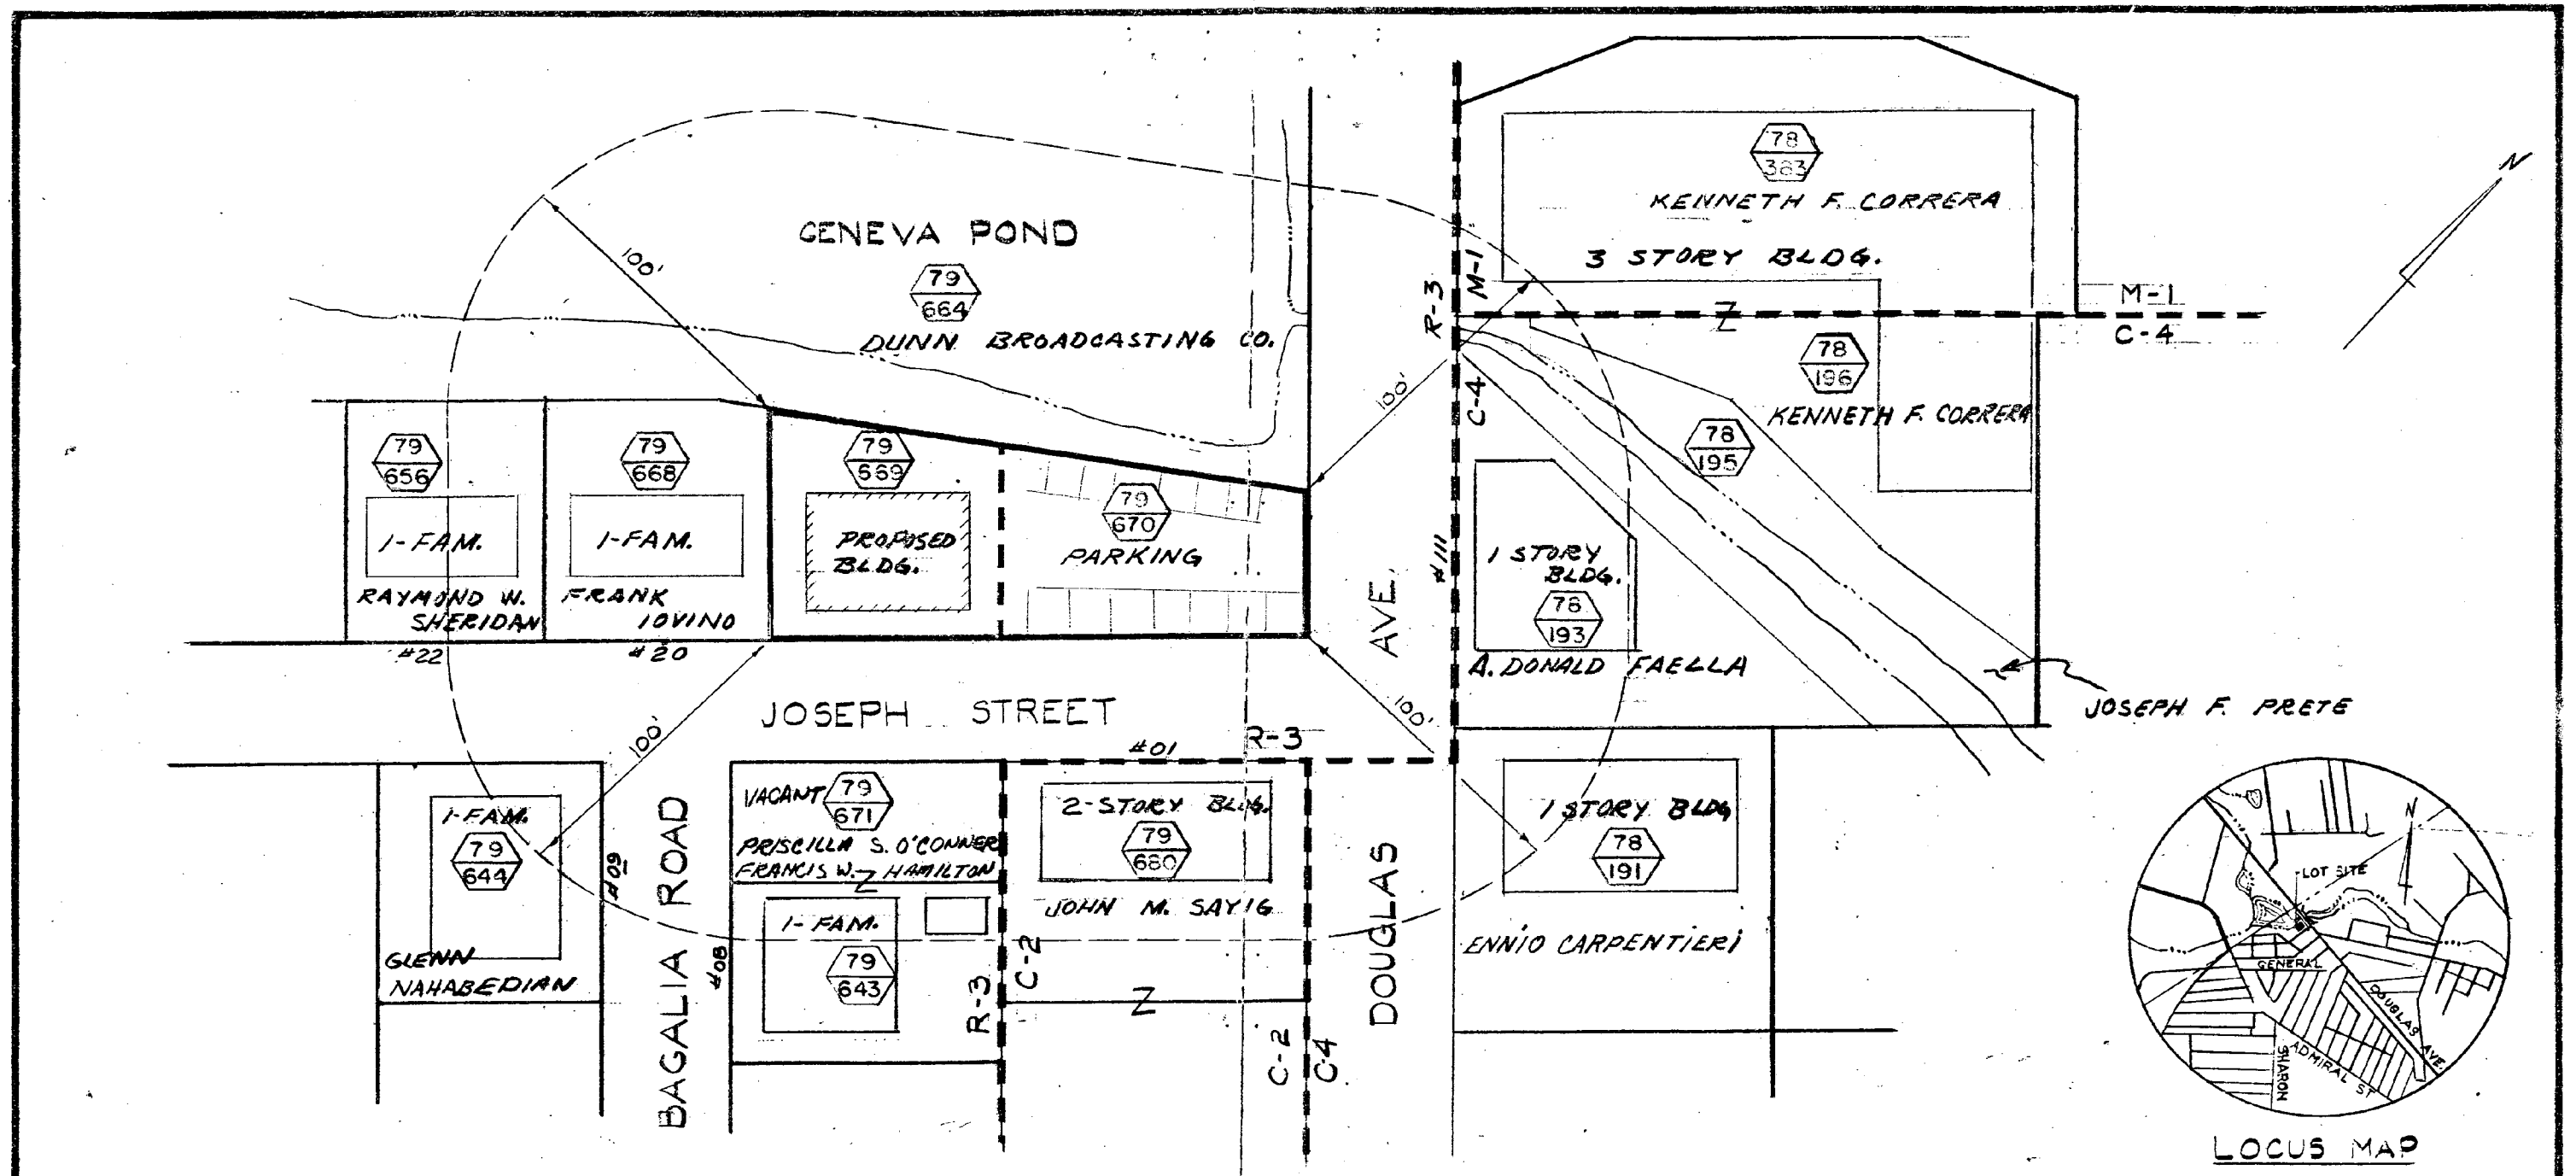 78
383
KENNETH F. CORRERA
3 STORY BLDG.
N
GENEVA POND
79
664
DUNN BROADCASTING CO.
100'
R-3
M-1
Z
M-1
C-4
78
196
KENNETH F. CORRERA
100'
C-4
78
195
79
656
1-FAM.
RAYMOND W.
SHERIDAN
#22
79
668
1-FAM.
FRANK
IOVINO
#20
79
669
PROPOSED
BLDG.
79
670
PARKING
#111
1 STORY
BLDG.
78
193
A. DONALD FAELLA
JOSEPH F. PRETE
JOSEPH STREET
100'
100'
#01
R-3
DOUGLAS AVE.
1-FAM.
79
644
GLENN
NAHABEDIAN
#09
BAGALIA ROAD
#08
VACANT
79
671
PRISCILLA S. O'CONNER
FRANCIS W. HAMILTON
Z
1-FAM.
79
643
R-3
C-2
2-STORY BLDG.
79
680
JOHN M. SAYIG
Z
C-2
C-4
1 STORY BLDG
78
191
ENNIO CARPENTIERI
N
LOT SITE
GENERAL
DOUGLAS AVE.
ADMIRAL ST
SHARON
LOCUS MAP